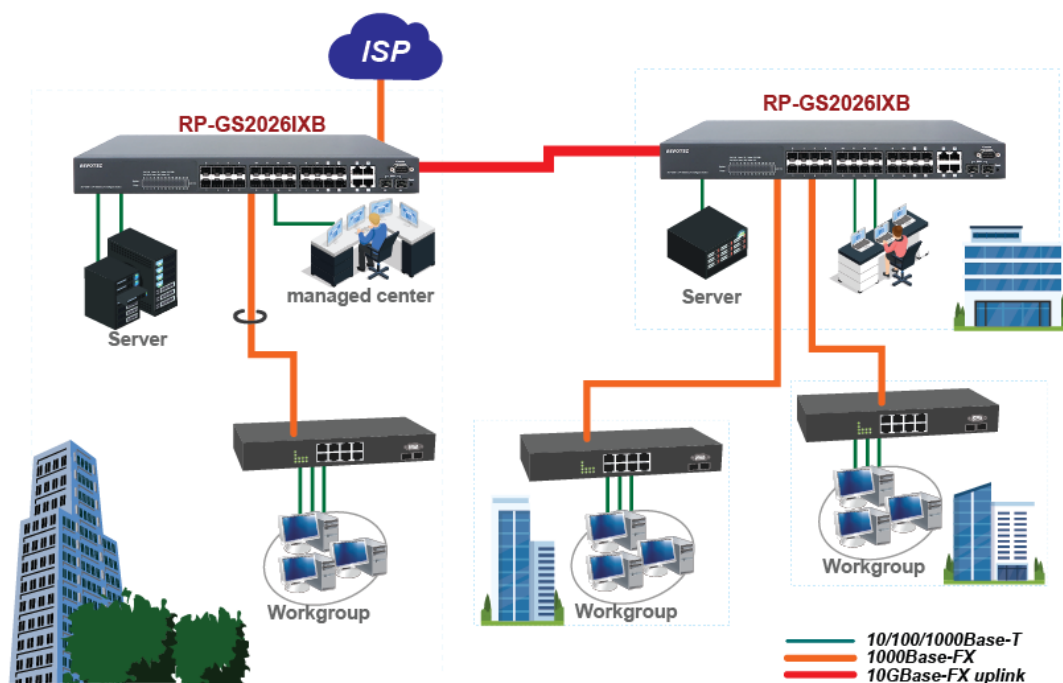 ISP
RP-GS2026IXB
RP-GS2026IXB
managed center
Server
Server
Workgroup
Workgroup
Workgroup
10/100/1000Base-T
1000Base-FX
10GBase-FX uplink